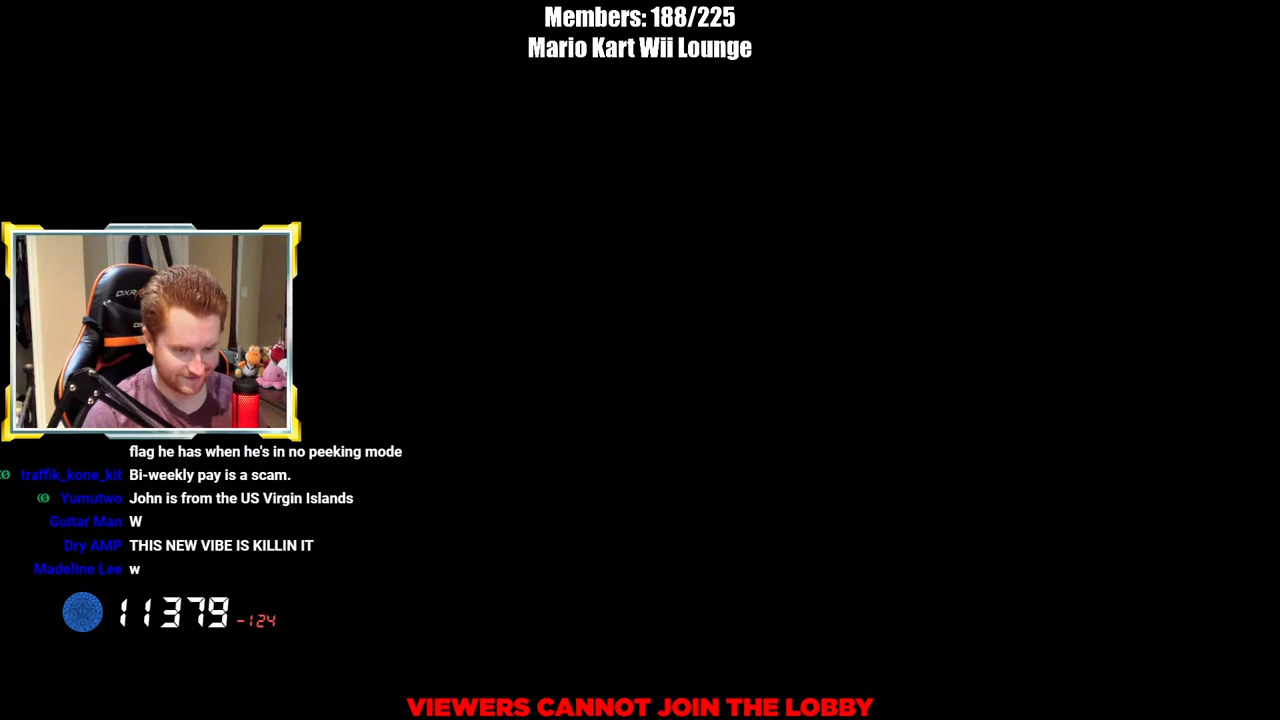 Members: 188/225
Mario Kart Wii Lounge
DXR
flag he has when he's in no peeking mode
traffik_kone_kit Bi-weekly pay is a scam.
Yumutwo John is from the US Virgin Islands
Guitar Man W
Dry AMP THIS NEW VIBE IS KILLIN IT
Madeline Lee w
11379 -124
VIEWERS CANNOT JOIN THE LOBBY